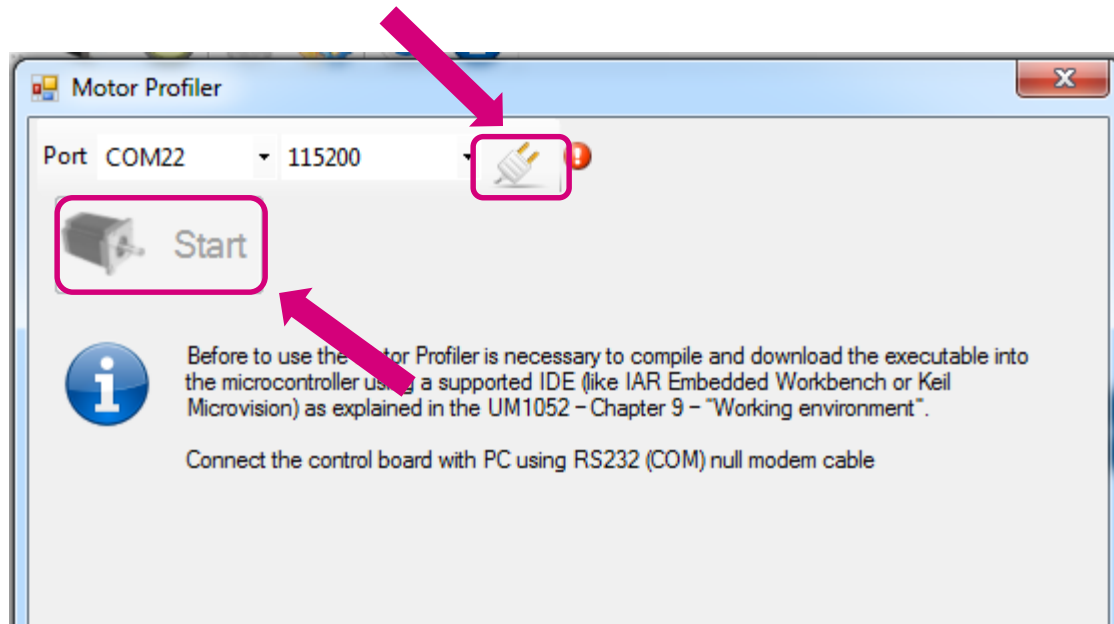 Motor Profiler
Port COM22 115200
Start
Before to use the Motor Profiler is necessary to compile and download the executable into
the microcontroller using a supported IDE (like IAR Embedded Workbench or Keil
Microvision) as explained in the UM1052 – Chapter 9 – "Working environment".
Connect the control board with PC using RS232 (COM) null modem cable